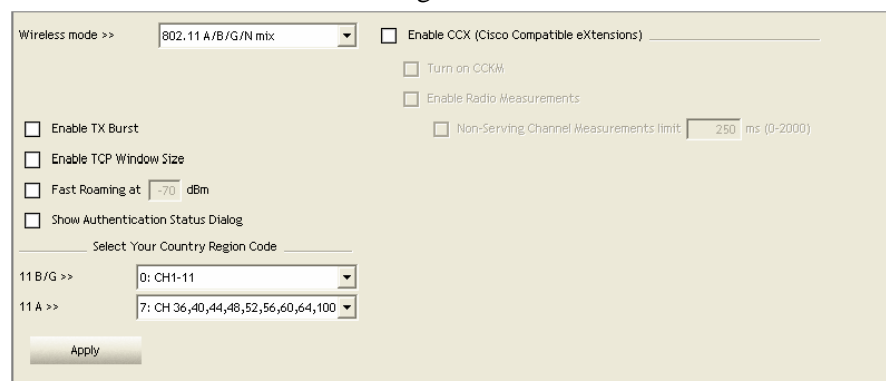 Wireless mode >> 802.11 A/B/G/N mix
Enable CCX (Cisco Compatible eXtensions)
Turn on CCKM
Enable Radio Measurements
Non-Serving Channel Measurements limit 250 ms (0-2000)
Enable TX Burst
Enable TCP Window Size
Fast Roaming at -70 dBm
Show Authentication Status Dialog
Select Your Country Region Code
11 B/G >> 0: CH1-11
11 A >> 7: CH 36,40,44,48,52,56,60,64,100
Apply